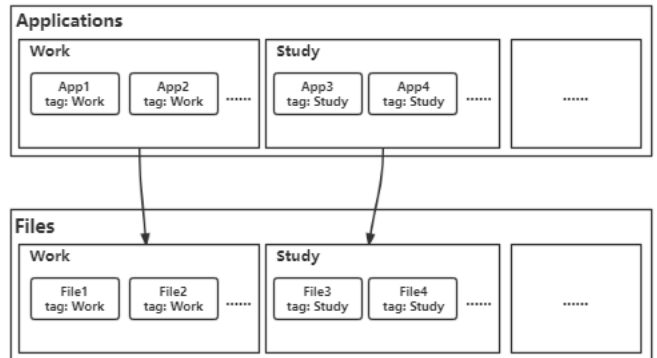 Applications
Work
App1
tag: Work
App2
tag: Work
......
Study
App3
tag: Study
App4
tag: Study
......
......
Files
Work
File1
tag: Work
File2
tag: Work
......
Study
File3
tag: Study
File4
tag: Study
......
......